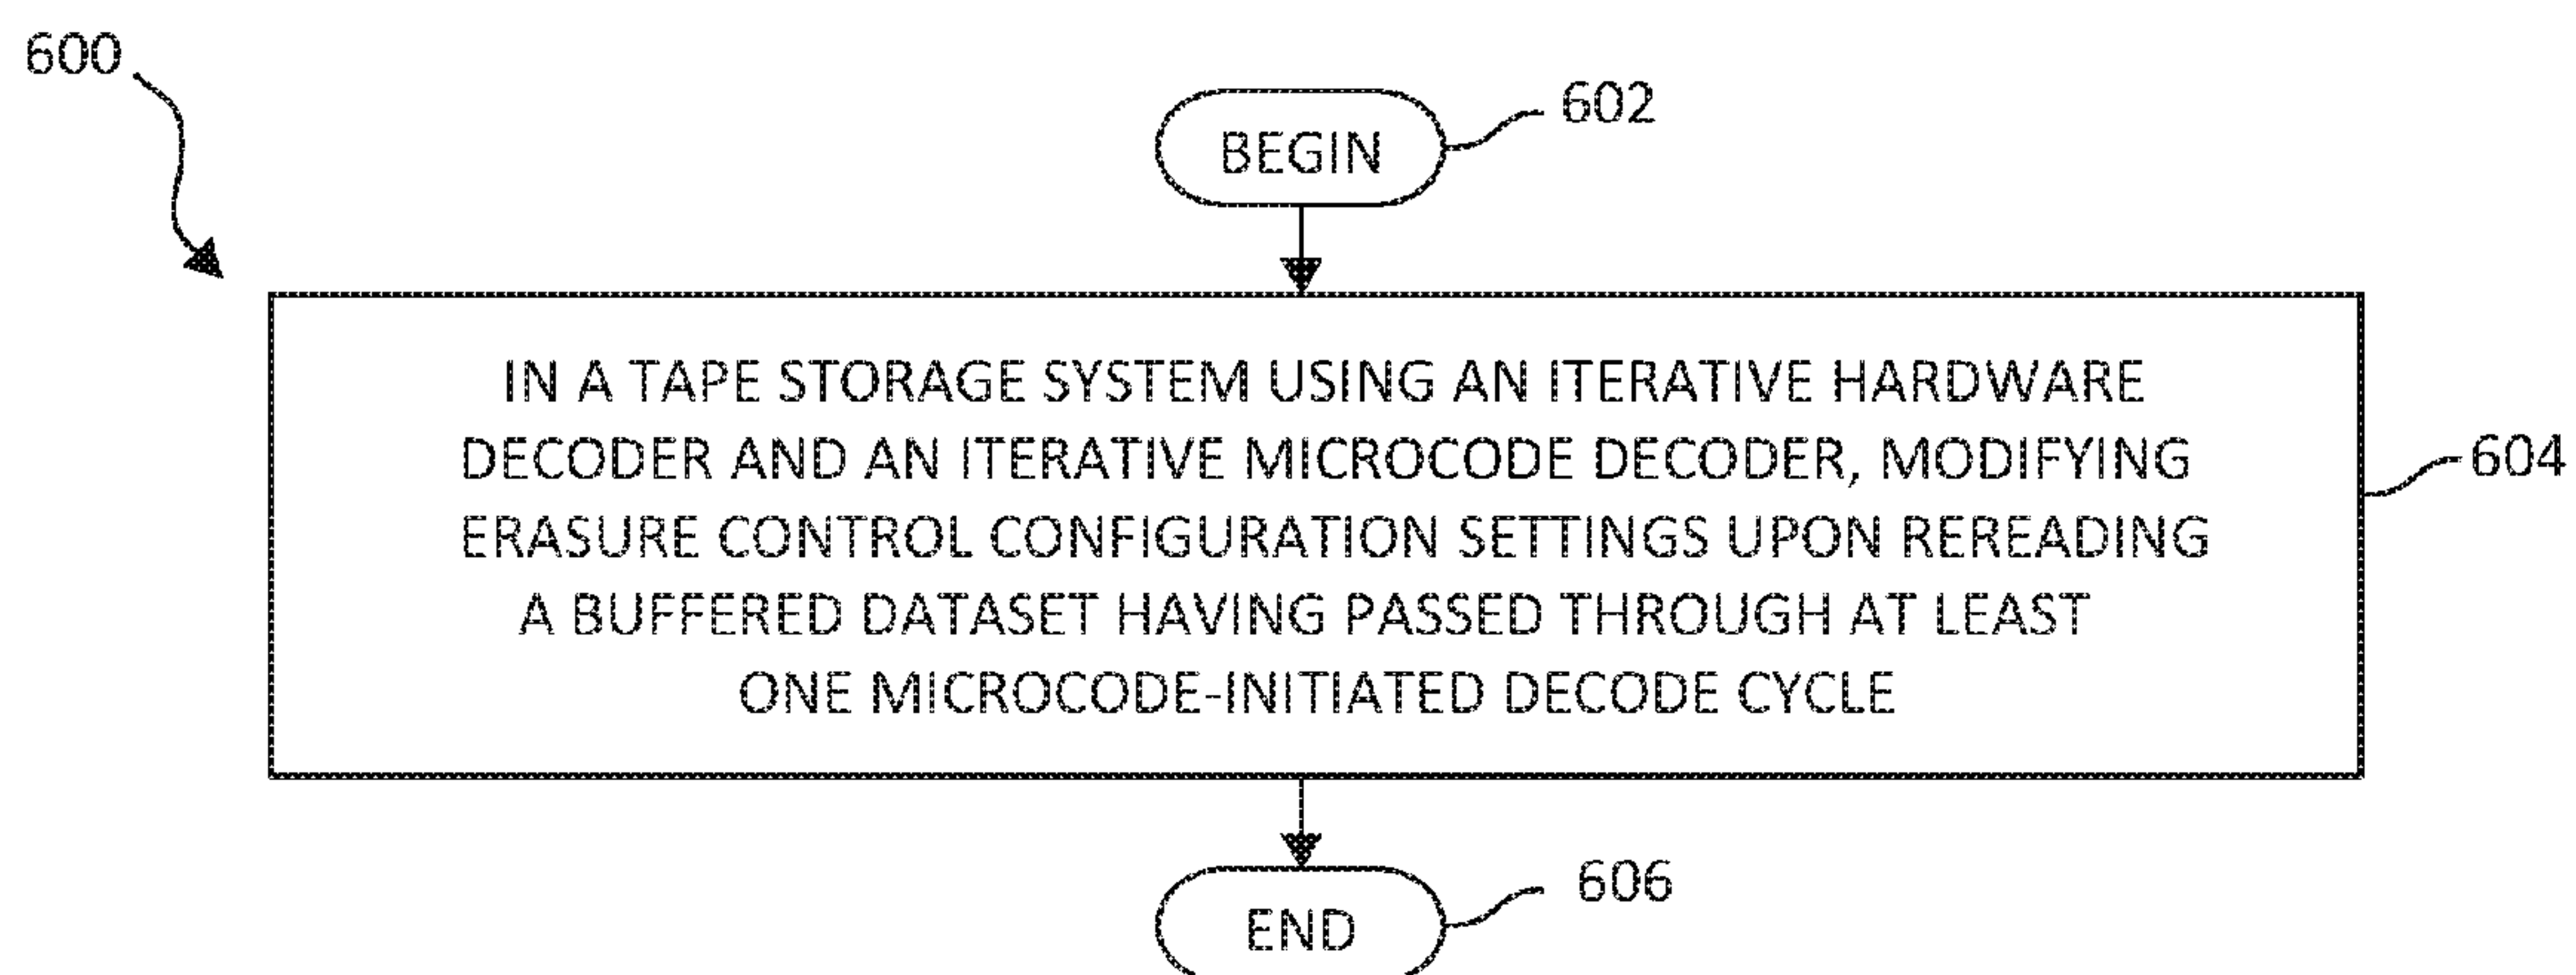 600
602
BEGIN
IN A TAPE STORAGE SYSTEM USING AN ITERATIVE HARDWARE
DECODER AND AN ITERATIVE MICROCODE DECODER, MODIFYING
ERASURE CONTROL CONFIGURATION SETTINGS UPON REREADING
A BUFFERED DATASET HAVING PASSED THROUGH AT LEAST
ONE MICROCODE-INITIATED DECODE CYCLE
604
606
END